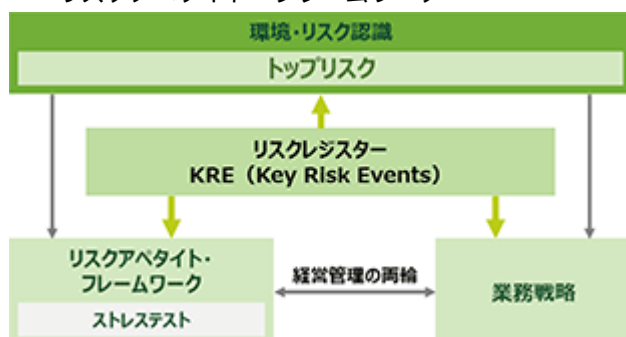 環境・リスク認識
トップリスク
リスクレジスター
KRE（Key Risk Events）
リスクアペタイト・
フレームワーク
ストレステスト
経営管理の両輪
業務戦略